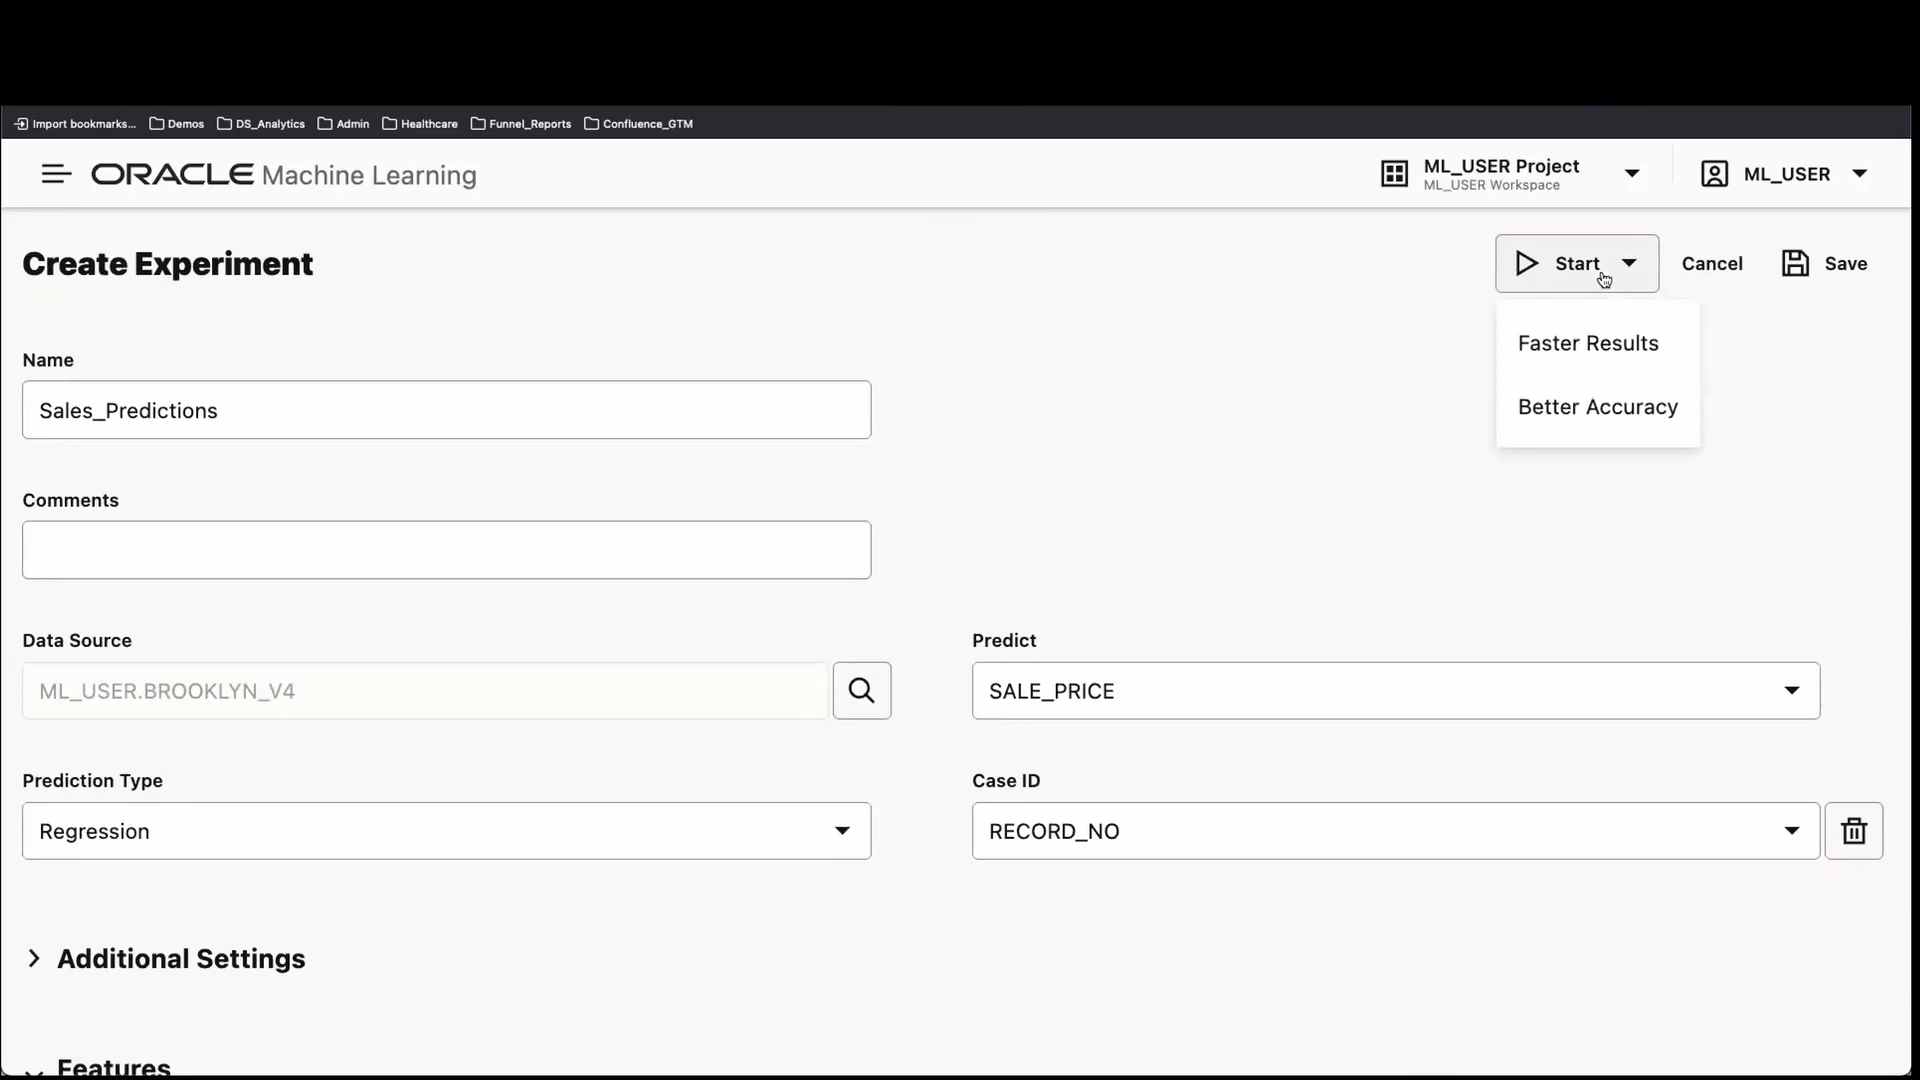 Import bookmarks... Demos DS_Analytics Admin Healthcare Funnel_Reports Confluence_GTM
ORACLE Machine Learning
ML_USER Project
ML_USER Workspace
ML_USER
Create Experiment
Start
Cancel
Save
Faster Results
Better Accuracy
Name
Sales_Predictions
Comments
Data Source
ML_USER.BROOKLYN_V4
Predict
SALE_PRICE
Prediction Type
Regression
Case ID
RECORD_NO
Additional Settings
Features